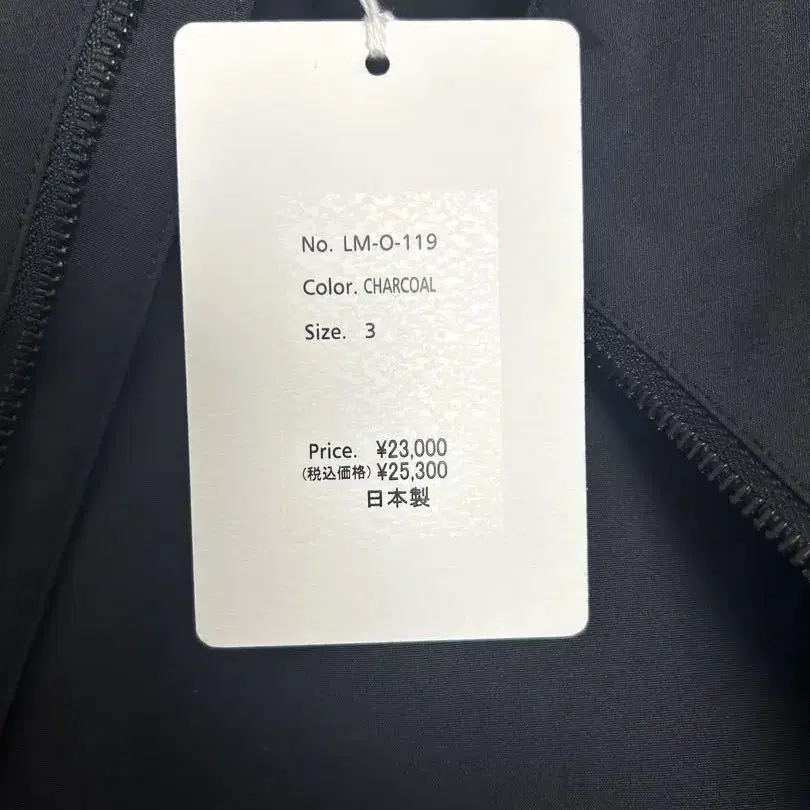 No. LM-O-119
Color. CHARCOAL
Size. 3
Price. ¥23,000
(税込価格) ¥25,300
日本製